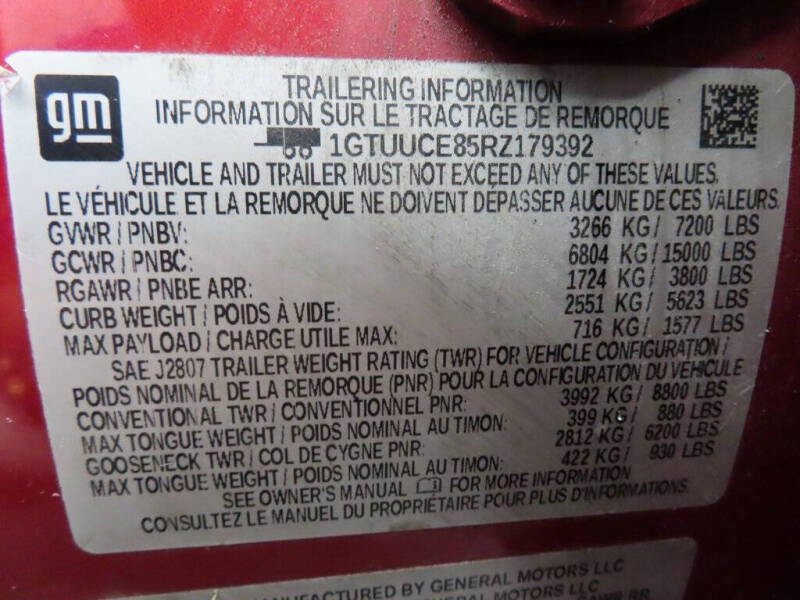 gm
TRAILERING INFORMATION
INFORMATION SUR LE TRACTAGE DE REMORQUE
1GTUUCE85RZ179392
VEHICLE AND TRAILER MUST NOT EXCEED ANY OF THESE VALUES.
LE VÉHICULE ET LA REMORQUE NE DOIVENT DÉPASSER AUCUNE DE CES VALEURS.
GVWR / PNBV: 3266 KG / 7200 LBS
GCWR / PNBC: 6804 KG / 15000 LBS
RGAWR / PNBE ARR: 1724 KG / 3800 LBS
CURB WEIGHT / POIDS À VIDE: 2551 KG / 5623 LBS
MAX PAYLOAD / CHARGE UTILE MAX: 716 KG / 1577 LBS
SAE J2807 TRAILER WEIGHT RATING (TWR) FOR VEHICLE CONFIGURATION /
POIDS NOMINAL DE LA REMORQUE (PNR) POUR LA CONFIGURATION DU VÉHICULE
CONVENTIONAL TWR / CONVENTIONNEL PNR: 3992 KG / 8800 LBS
MAX TONGUE WEIGHT / POIDS NOMINAL AU TIMON: 399 KG / 880 LBS
GOOSENECK TWR / COL DE CYGNE PNR: 2812 KG / 6200 LBS
MAX TONGUE WEIGHT / POIDS NOMINAL AU TIMON: 422 KG / 930 LBS
SEE OWNER'S MANUAL FOR MORE INFORMATION
CONSULTEZ LE MANUEL DU PROPRIÉTAIRE POUR PLUS D'INFORMATIONS.
MANUFACTURED BY GENERAL MOTORS LLC
GENERAL MOTORS LLC